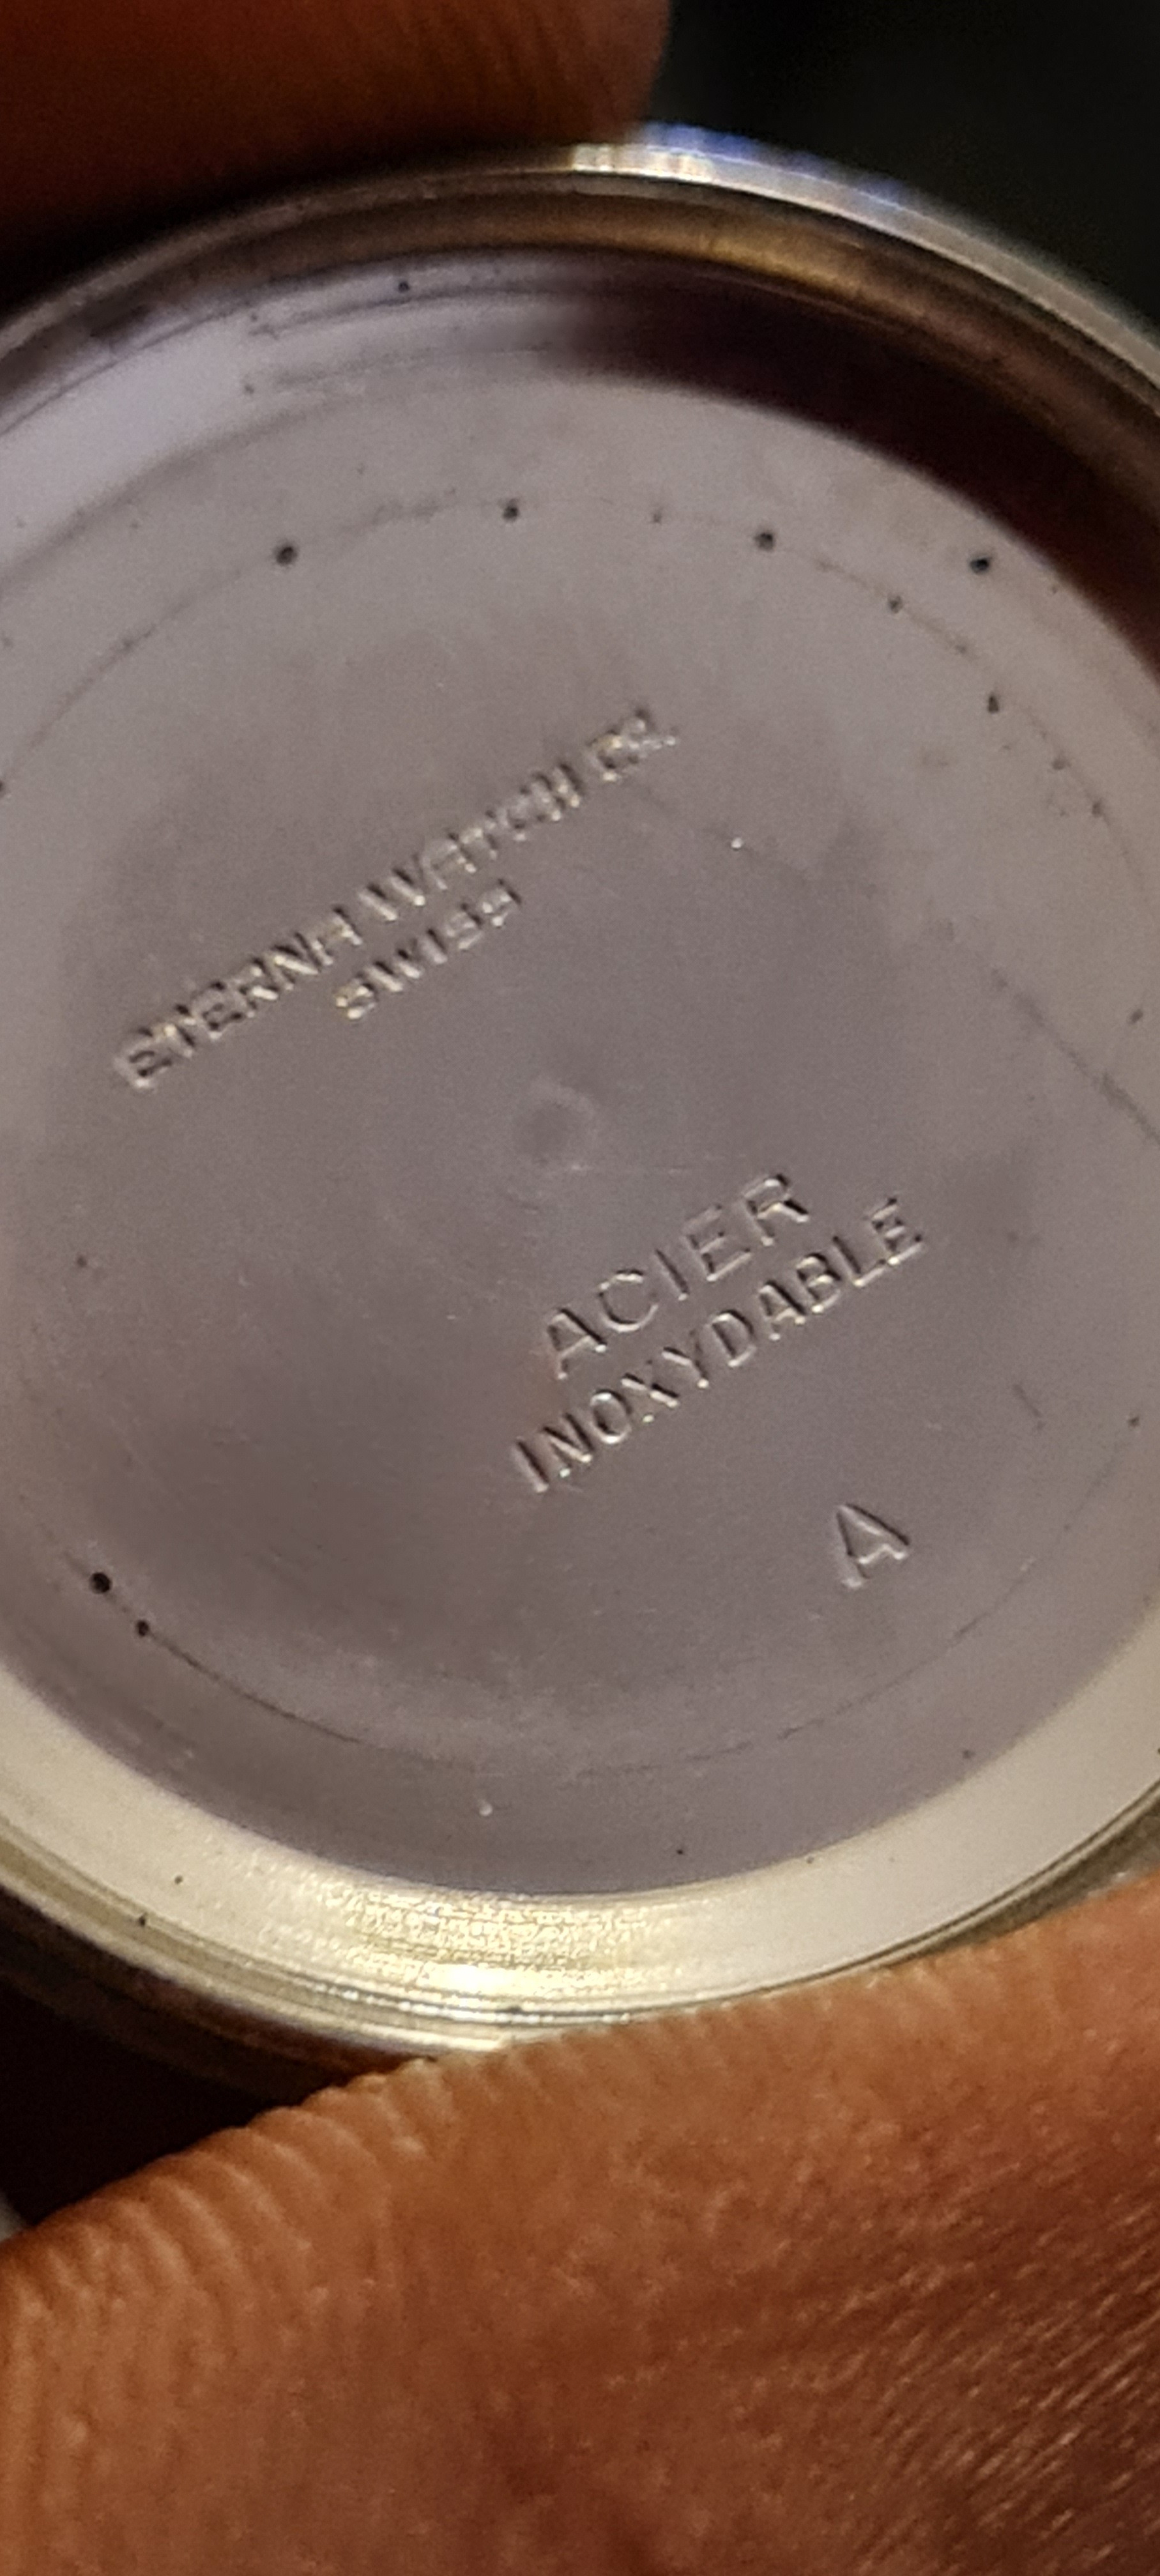 ETERNA WATCH Co.
SWISS
ACIER
INOXYDABLE
A